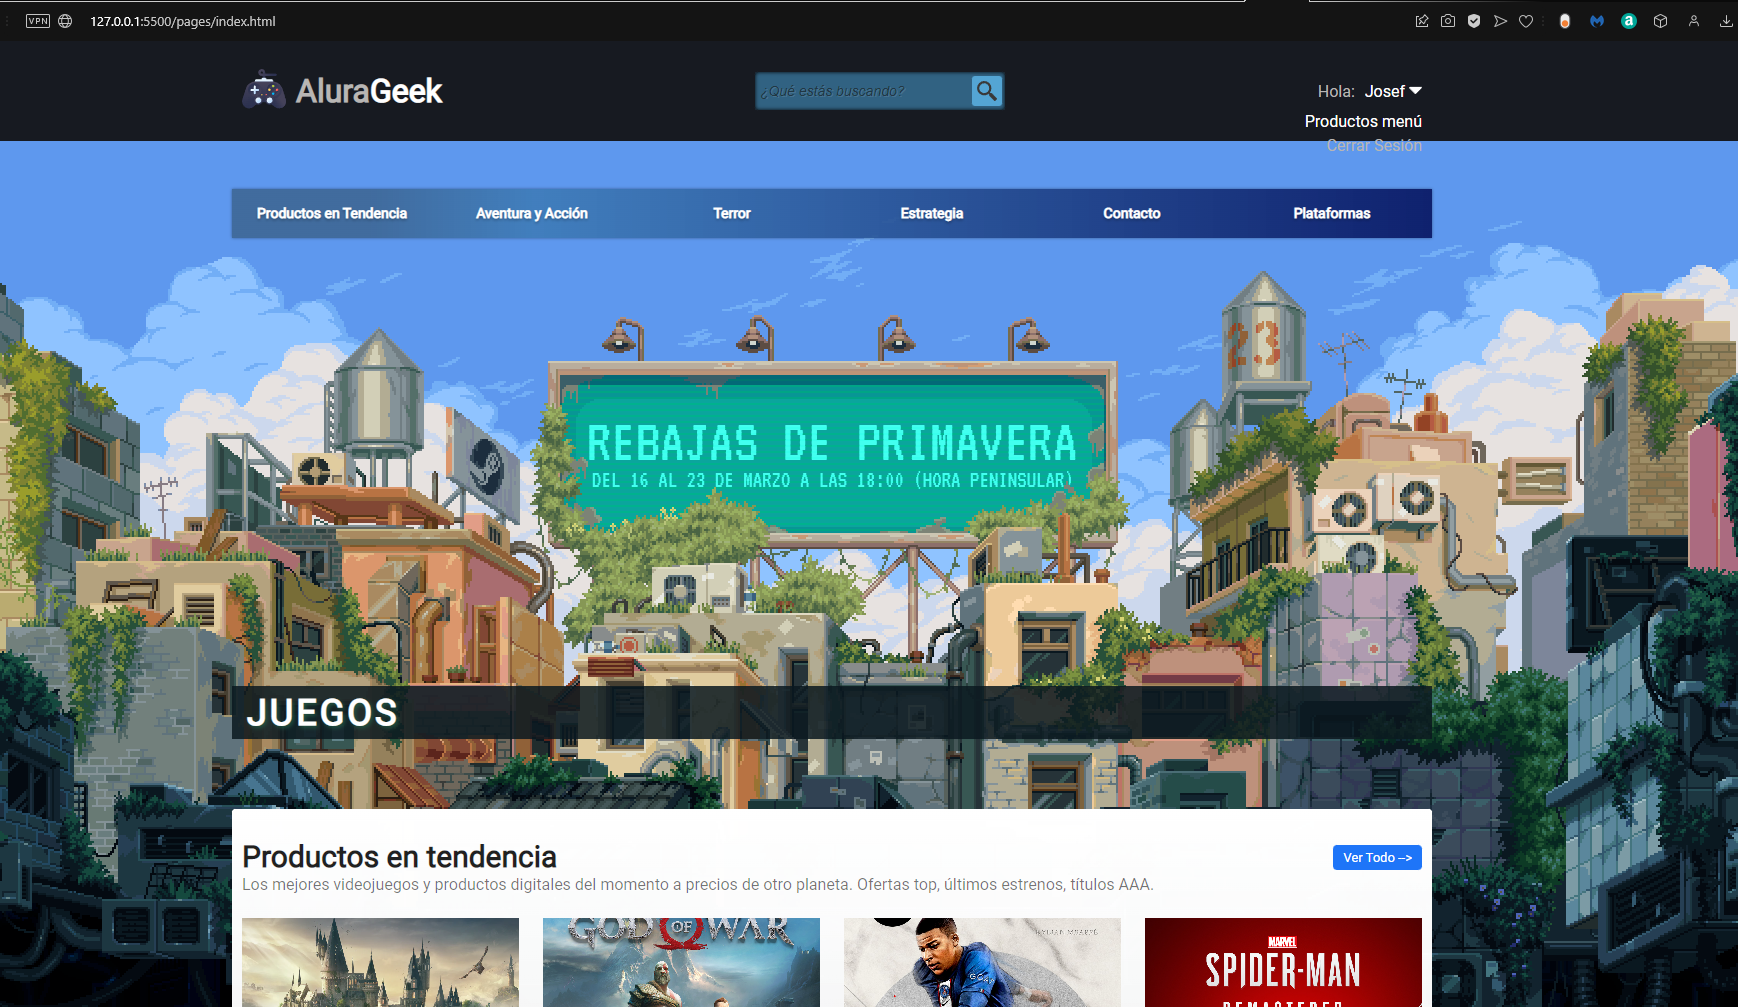 VPN 127.0.0.1:5500/pages/index.html
AluraGeek
¿Qué estás buscando?
Hola: Josef
Productos menú
Cerrar Sesión
Productos en Tendencia Aventura y Acción Terror Estrategia Contacto Plataformas
23
REBAJAS DE PRIMAVERA
DEL 16 AL 23 DE MARZO A LAS 18:00 (HORA PENINSULAR)
JUEGOS
Productos en tendencia
Ver Todo -->
Los mejores videojuegos y productos digitales del momento a precios de otro planeta. Ofertas top, últimos estrenos, títulos AAA.
GOD OF WAR
KYLIAN MBAPPÉ
MARVEL
SPIDER-MAN
REMASTERED